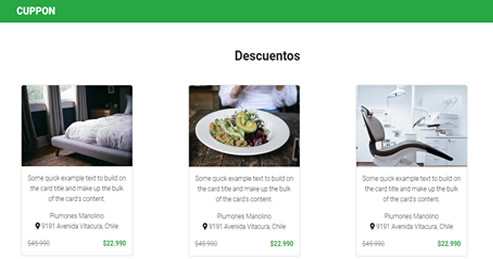 CUPPON
Descuentos
Some quick example text to build on
the card title and make up the bulk
of the card's content.
Plumones Manolino
9191 Avenida Vitacura, Chile
$45.990 $22.990
Some quick example text to build on
the card title and make up the bulk
of the card's content.
Plumones Manolino
9191 Avenida Vitacura, Chile
$45.990 $22.990
Some quick example text to build on
the card title and make up the bulk
of the card's content.
Plumones Manolino
9191 Avenida Vitacura, Chile
$45.990 $22.990